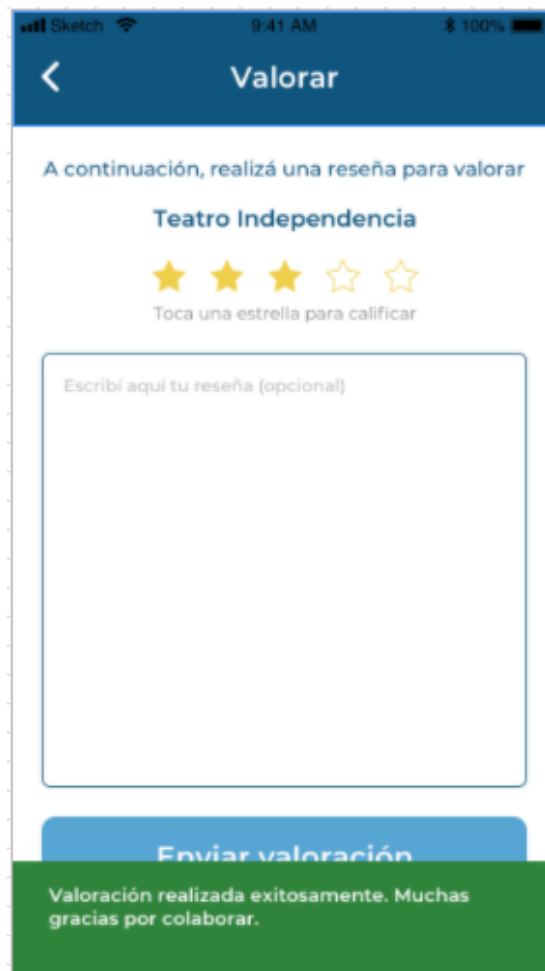 Sketch 9:41 AM 100%
Valorar
A continuación, realizá una reseña para valorar
Teatro Independencia
Toca una estrella para calificar
Escribí aquí tu reseña (opcional)
Enviar valoración
Valoración realizada exitosamente. Muchas
gracias por colaborar.